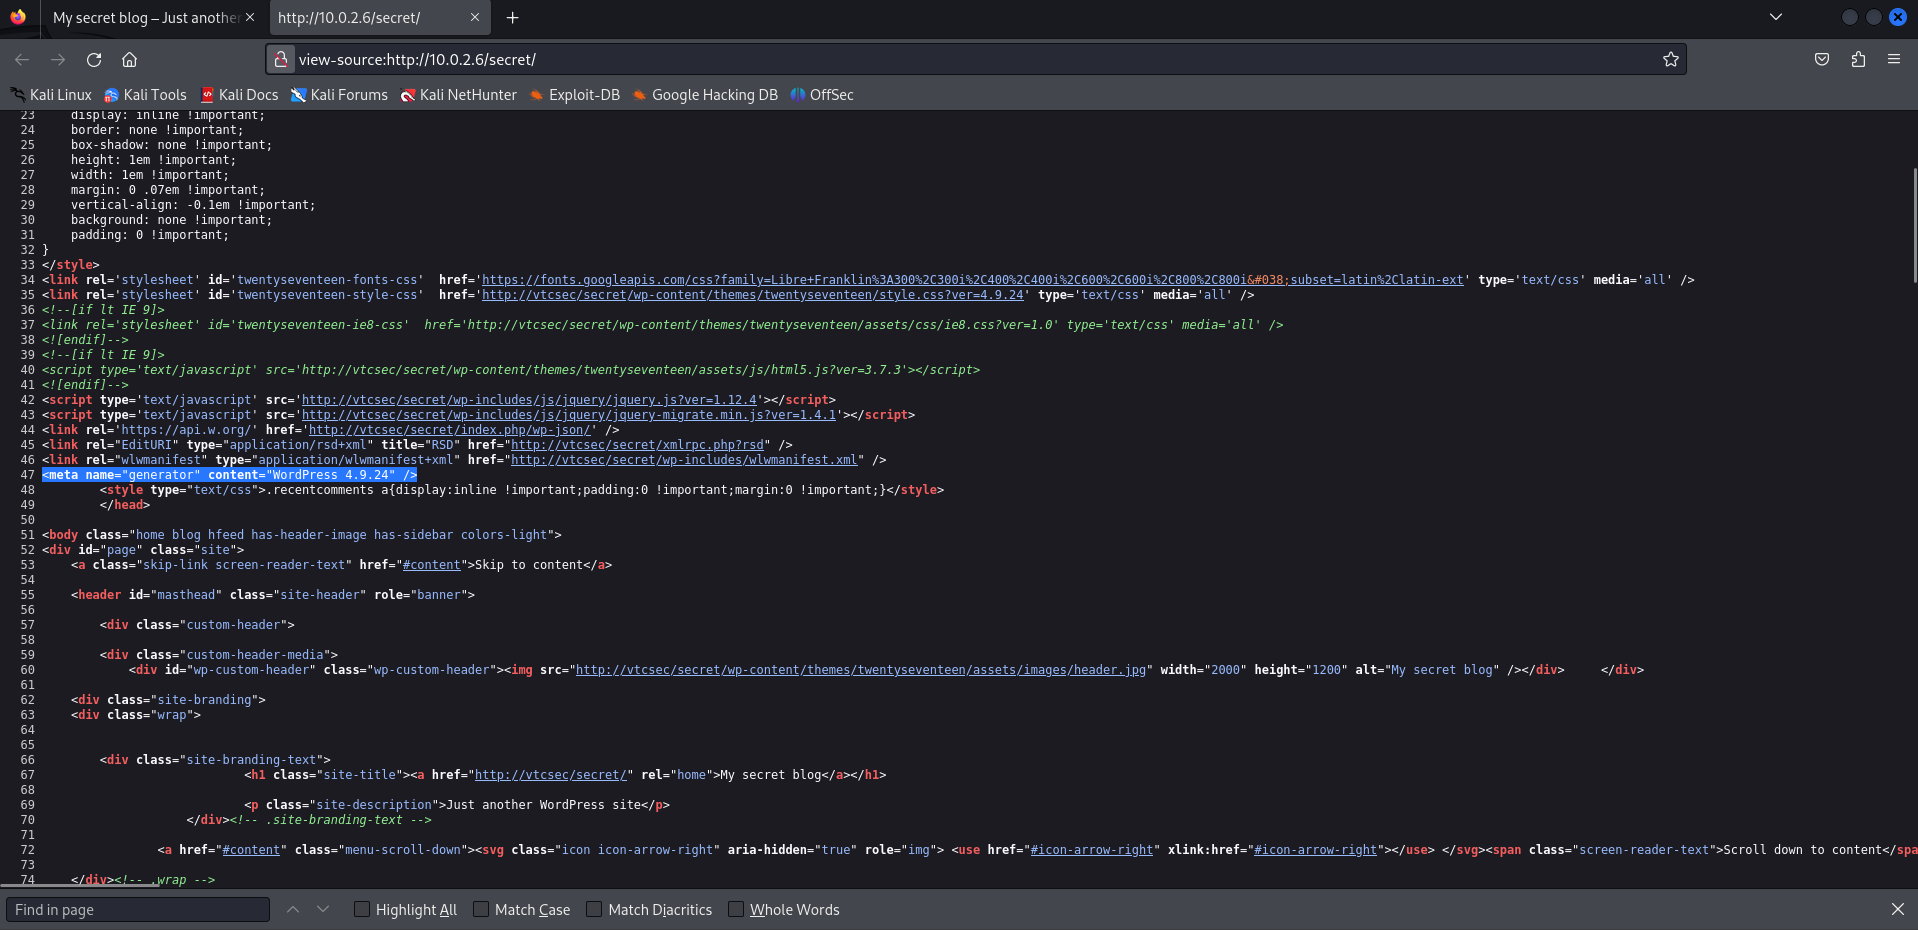 My secret blog – Just another
http://10.0.2.6/secret/
view-source:http://10.0.2.6/secret/
Kali Linux Kali Tools Kali Docs Kali Forums Kali NetHunter Exploit-DB Google Hacking DB OffSec
23     display: inline !important;
24     border: none !important;
25     box-shadow: none !important;
26     height: 1em !important;
27     width: 1em !important;
28     margin: 0 .07em !important;
29     vertical-align: -0.1em !important;
30     background: none !important;
31     padding: 0 !important;
32 }
33 </style>
34 <link rel='stylesheet' id='twentyseventeen-fonts-css'  href='https://fonts.googleapis.com/css?family=Libre+Franklin%3A300%2C300i%2C400%2C400i%2C600%2C600i%2C800%2C800i&#038;subset=latin%2Clatin-ext' type='text/css' media='all' />
35 <link rel='stylesheet' id='twentyseventeen-style-css'  href='http://vtcsec/secret/wp-content/themes/twentyseventeen/style.css?ver=4.9.24' type='text/css' media='all' />
36 <!--[if lt IE 9]>
37 <link rel='stylesheet' id='twentyseventeen-ie8-css'  href='http://vtcsec/secret/wp-content/themes/twentyseventeen/assets/css/ie8.css?ver=1.0' type='text/css' media='all' />
38 <![endif]-->
39 <!--[if lt IE 9]>
40 <script type='text/javascript' src='http://vtcsec/secret/wp-content/themes/twentyseventeen/assets/js/html5.js?ver=3.7.3'></script>
41 <![endif]-->
42 <script type='text/javascript' src='http://vtcsec/secret/wp-includes/js/jquery/jquery.js?ver=1.12.4'></script>
43 <script type='text/javascript' src='http://vtcsec/secret/wp-includes/js/jquery/jquery-migrate.min.js?ver=1.4.1'></script>
44 <link rel='https://api.w.org/' href='http://vtcsec/secret/index.php/wp-json/' />
45 <link rel="EditURI" type="application/rsd+xml" title="RSD" href="http://vtcsec/secret/xmlrpc.php?rsd" />
46 <link rel="wlwmanifest" type="application/wlwmanifest+xml" href="http://vtcsec/secret/wp-includes/wlwmanifest.xml" />
47 <meta name="generator" content="WordPress 4.9.24" />
48         <style type="text/css">.recentcomments a{display:inline !important;padding:0 !important;margin:0 !important;}</style>
49         </head>
50
51 <body class="home blog hfeed has-header-image has-sidebar colors-light">
52 <div id="page" class="site">
53     <a class="skip-link screen-reader-text" href="#content">Skip to content</a>
54
55     <header id="masthead" class="site-header" role="banner">
56
57         <div class="custom-header">
58
59         <div class="custom-header-media">
60             <div id="wp-custom-header" class="wp-custom-header"><img src="http://vtcsec/secret/wp-content/themes/twentyseventeen/assets/images/header.jpg" width="2000" height="1200" alt="My secret blog" /></div>     </div>
61
62     <div class="site-branding">
63     <div class="wrap">
64
65
66         <div class="site-branding-text">
67                             <h1 class="site-title"><a href="http://vtcsec/secret/" rel="home">My secret blog</a></h1>
68
69                             <p class="site-description">Just another WordPress site</p>
70                     </div><!-- .site-branding-text -->
71
72                 <a href="#content" class="menu-scroll-down"><svg class="icon icon-arrow-right" aria-hidden="true" role="img"> <use href="#icon-arrow-right" xlink:href="#icon-arrow-right"></use> </svg><span class="screen-reader-text">Scroll down to content</spa
73
74     </div><!-- .wrap -->
Find in page Highlight All Match Case Match Diacritics Whole Words